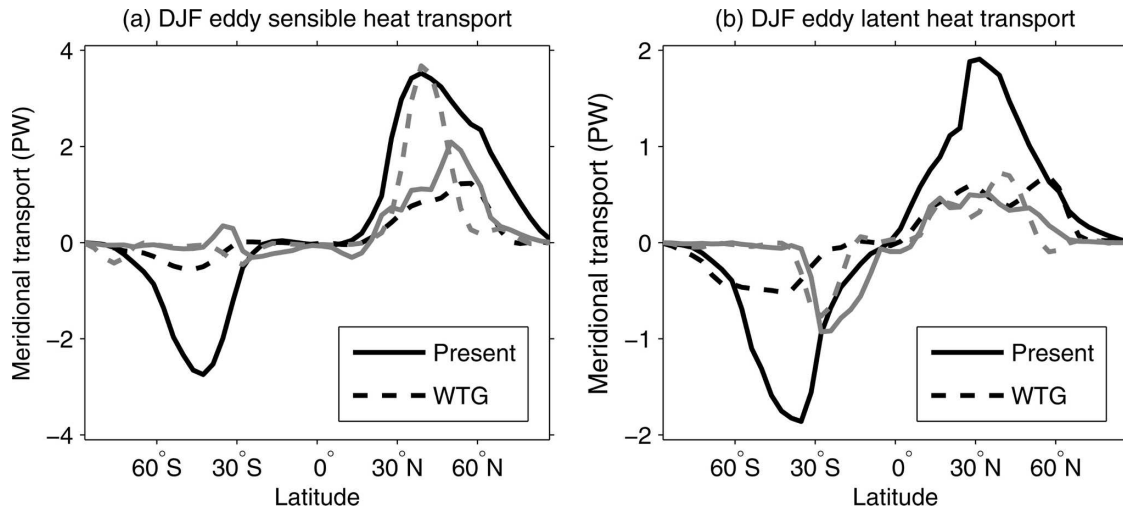 (a) DJF eddy sensible heat transport
4
2
0
−2
−4
Meridional transport (PW)
60°S 30°S 0° 30°N 60°N
Latitude
Present
WTG
(b) DJF eddy latent heat transport
2
1
0
−1
−2
Meridional transport (PW)
60°S 30°S 0° 30°N 60°N
Latitude
Present
WTG